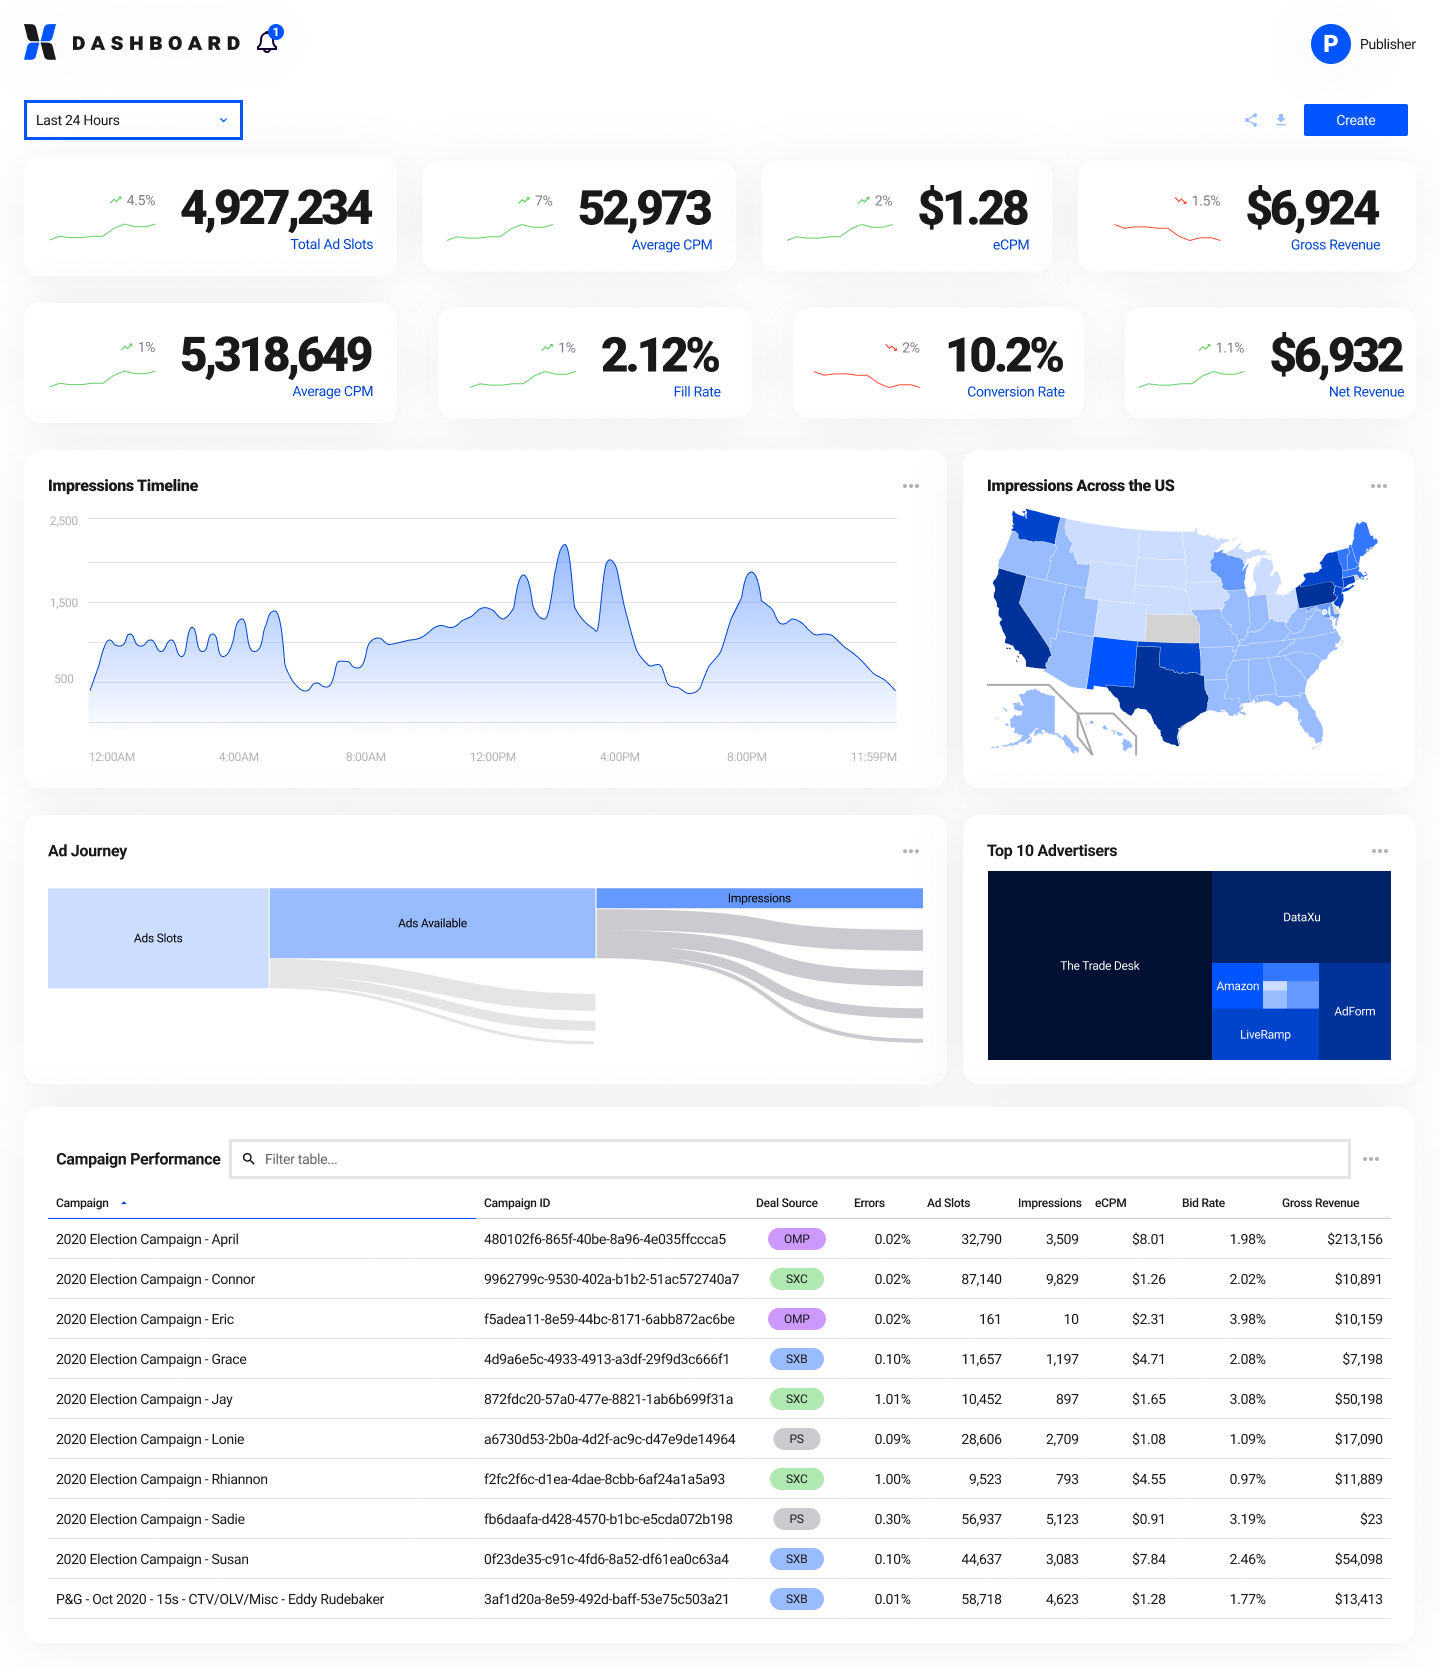 DASHBOARD 1
P Publisher
Last 24 Hours
Create
4.5% 4,927,234
Total Ad Slots
7% 52,973
Average CPM
2% $1.28
eCPM
1.5% $6,924
Gross Revenue
1% 5,318,649
Average CPM
1% 2.12%
Fill Rate
2% 10.2%
Conversion Rate
1.1% $6,932
Net Revenue
Impressions Timeline
2,500
1,500
500
12:00AM 4:00AM 8:00AM 12:00PM 4:00PM 8:00PM 11:59PM
Impressions Across the US
Ad Journey
Ads Slots
Ads Available
Impressions
Top 10 Advertisers
The Trade Desk
DataXu
Amazon
AdForm
LiveRamp
Campaign Performance Filter table...
Campaign Campaign ID Deal Source Errors Ad Slots Impressions eCPM Bid Rate Gross Revenue
2020 Election Campaign - April 480102f6-865f-40be-8a96-4e035ffccca5 OMP 0.02% 32,790 3,509 $8.01 1.98% $213,156
2020 Election Campaign - Connor 9962799c-9530-402a-b1b2-51ac572740a7 SXC 0.02% 87,140 9,829 $1.26 2.02% $10,891
2020 Election Campaign - Eric f5adea11-8e59-44bc-8171-6abb872ac6be OMP 0.02% 161 10 $2.31 3.98% $10,159
2020 Election Campaign - Grace 4d9a6e5c-4933-4913-a3df-29f9d3c666f1 SXB 0.10% 11,657 1,197 $4.71 2.08% $7,198
2020 Election Campaign - Jay 872fdc20-57a0-477e-8821-1ab6b699f31a SXC 1.01% 10,452 897 $1.65 3.08% $50,198
2020 Election Campaign - Lonie a6730d53-2b0a-4d2f-ac9c-d47e9de14964 PS 0.09% 28,606 2,709 $1.08 1.09% $17,090
2020 Election Campaign - Rhiannon f2fc2f6c-d1ea-4dae-8cbb-6af24a1a5a93 SXC 1.00% 9,523 793 $4.55 0.97% $11,889
2020 Election Campaign - Sadie fb6daafa-d428-4570-b1bc-e5cda072b198 PS 0.30% 56,937 5,123 $0.91 3.19% $23
2020 Election Campaign - Susan 0f23de35-c91c-4fd6-8a52-df61ea0c63a4 SXB 0.10% 44,637 3,083 $7.84 2.46% $54,098
P&G - Oct 2020 - 15s - CTV/OLV/Misc - Eddy Rudebaker 3af1d20a-8e59-492d-baff-53e75c503a21 SXB 0.01% 58,718 4,623 $1.28 1.77% $13,413